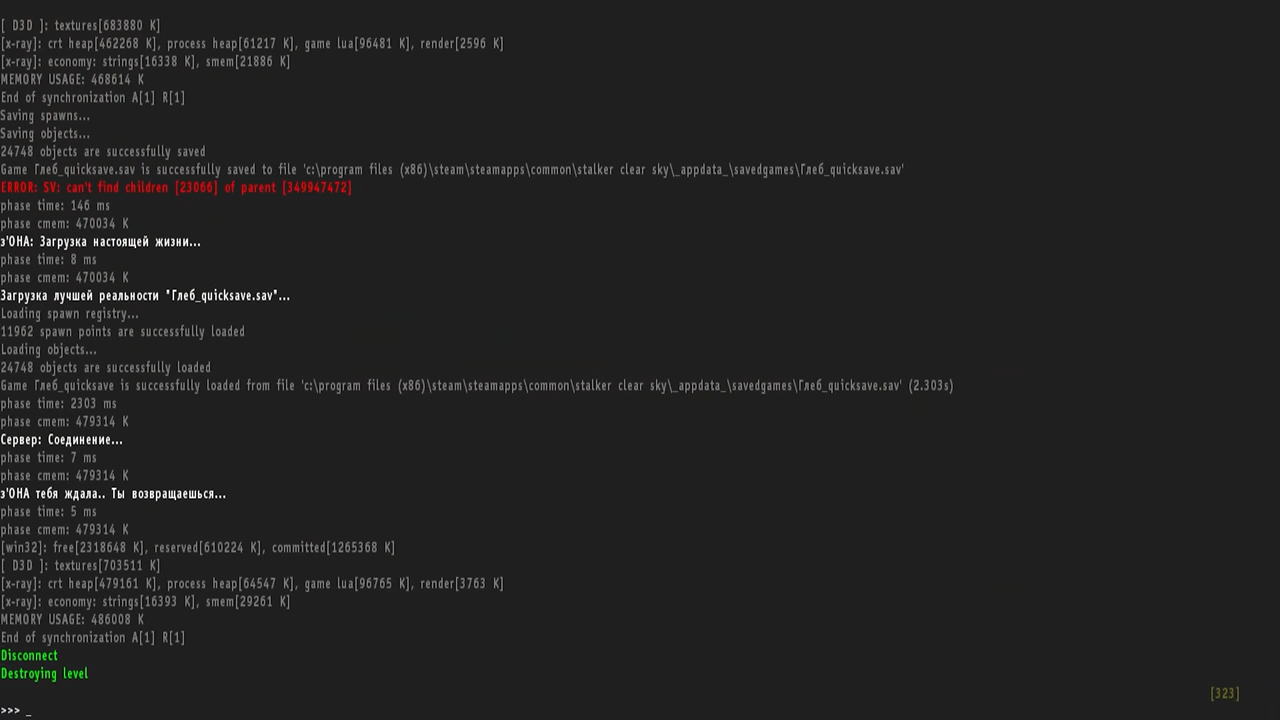 [ D3D ]: textures[683880 K]
[x-ray]: crt heap[462268 K], process heap[61217 K], game lua[96481 K], render[2596 K]
[x-ray]: economy: strings[16338 K], smem[21886 K]
MEMORY USAGE: 468614 K
End of synchronization A[1] R[1]
Saving spawns...
Saving objects...
24748 objects are successfully saved
Game Глеб_quicksave.sav is successfully saved to file 'c:\program files (x86)\steam\steamapps\common\stalker clear sky\_appdata_\savedgames\Глеб_quicksave.sav'
ERROR: SV: can't find children [23066] of parent [349947472]
phase time: 146 ms
phase cmem: 470034 K
з'ОНА: Загрузка настоящей жизни...
phase time: 8 ms
phase cmem: 470034 K
Загрузка лучшей реальности "Глеб_quicksave.sav"...
Loading spawn registry...
11962 spawn points are successfully loaded
Loading objects...
24748 objects are successfully loaded
Game Глеб_quicksave is successfully loaded from file 'c:\program files (x86)\steam\steamapps\common\stalker clear sky\_appdata_\savedgames\Глеб_quicksave.sav' (2.303s)
phase time: 2303 ms
phase cmem: 479314 K
Сервер: Соединение...
phase time: 7 ms
phase cmem: 479314 K
з'ОНА тебя ждала.. Ты возвращаешься...
phase time: 5 ms
phase cmem: 479314 K
[win32]: free[2318648 K], reserved[610224 K], committed[1265368 K]
[ D3D ]: textures[703511 K]
[x-ray]: crt heap[479161 K], process heap[64547 K], game lua[96765 K], render[3763 K]
[x-ray]: economy: strings[16393 K], smem[29261 K]
MEMORY USAGE: 486008 K
End of synchronization A[1] R[1]
Disconnect
Destroying level
[323]
>>> _